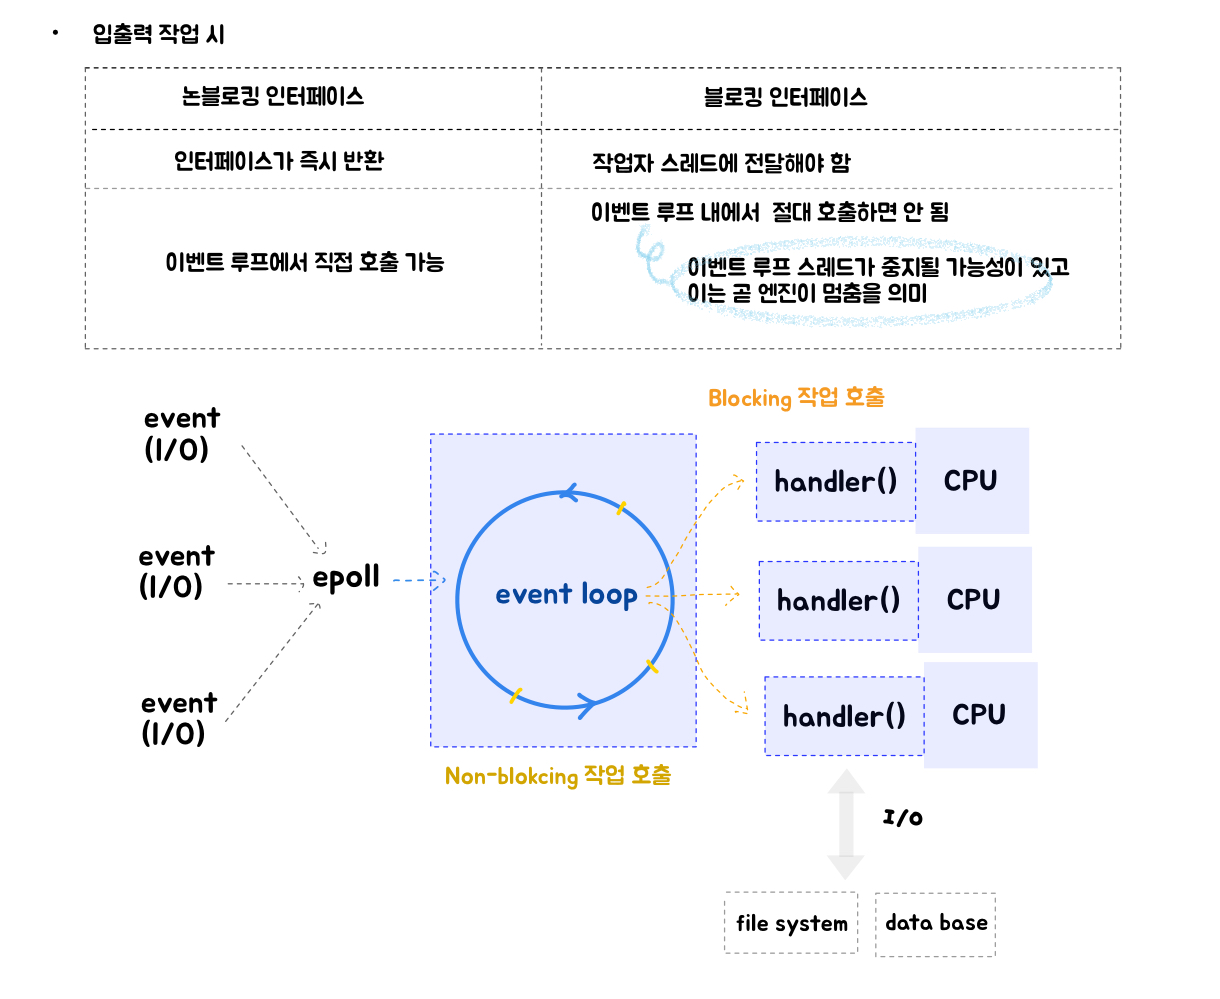 • 입출력 작업 시
논블로킹 인터페이스
블로킹 인터페이스
인터페이스가 즉시 반환
작업자 스레드에 전달해야 함
이벤트 루프에서 직접 호출 가능
이벤트 루프 내에서 절대 호출하면 안 됨
이벤트 루프 스레드가 중지될 가능성이 있고
이는 곧 엔진이 멈춤을 의미
Blocking 작업 호출
event
(I/O)
event
(I/O)
event
(I/O)
epoll
event loop
handler()
CPU
handler()
CPU
handler()
CPU
Non-blokcing 작업 호출
I/O
file system
data base